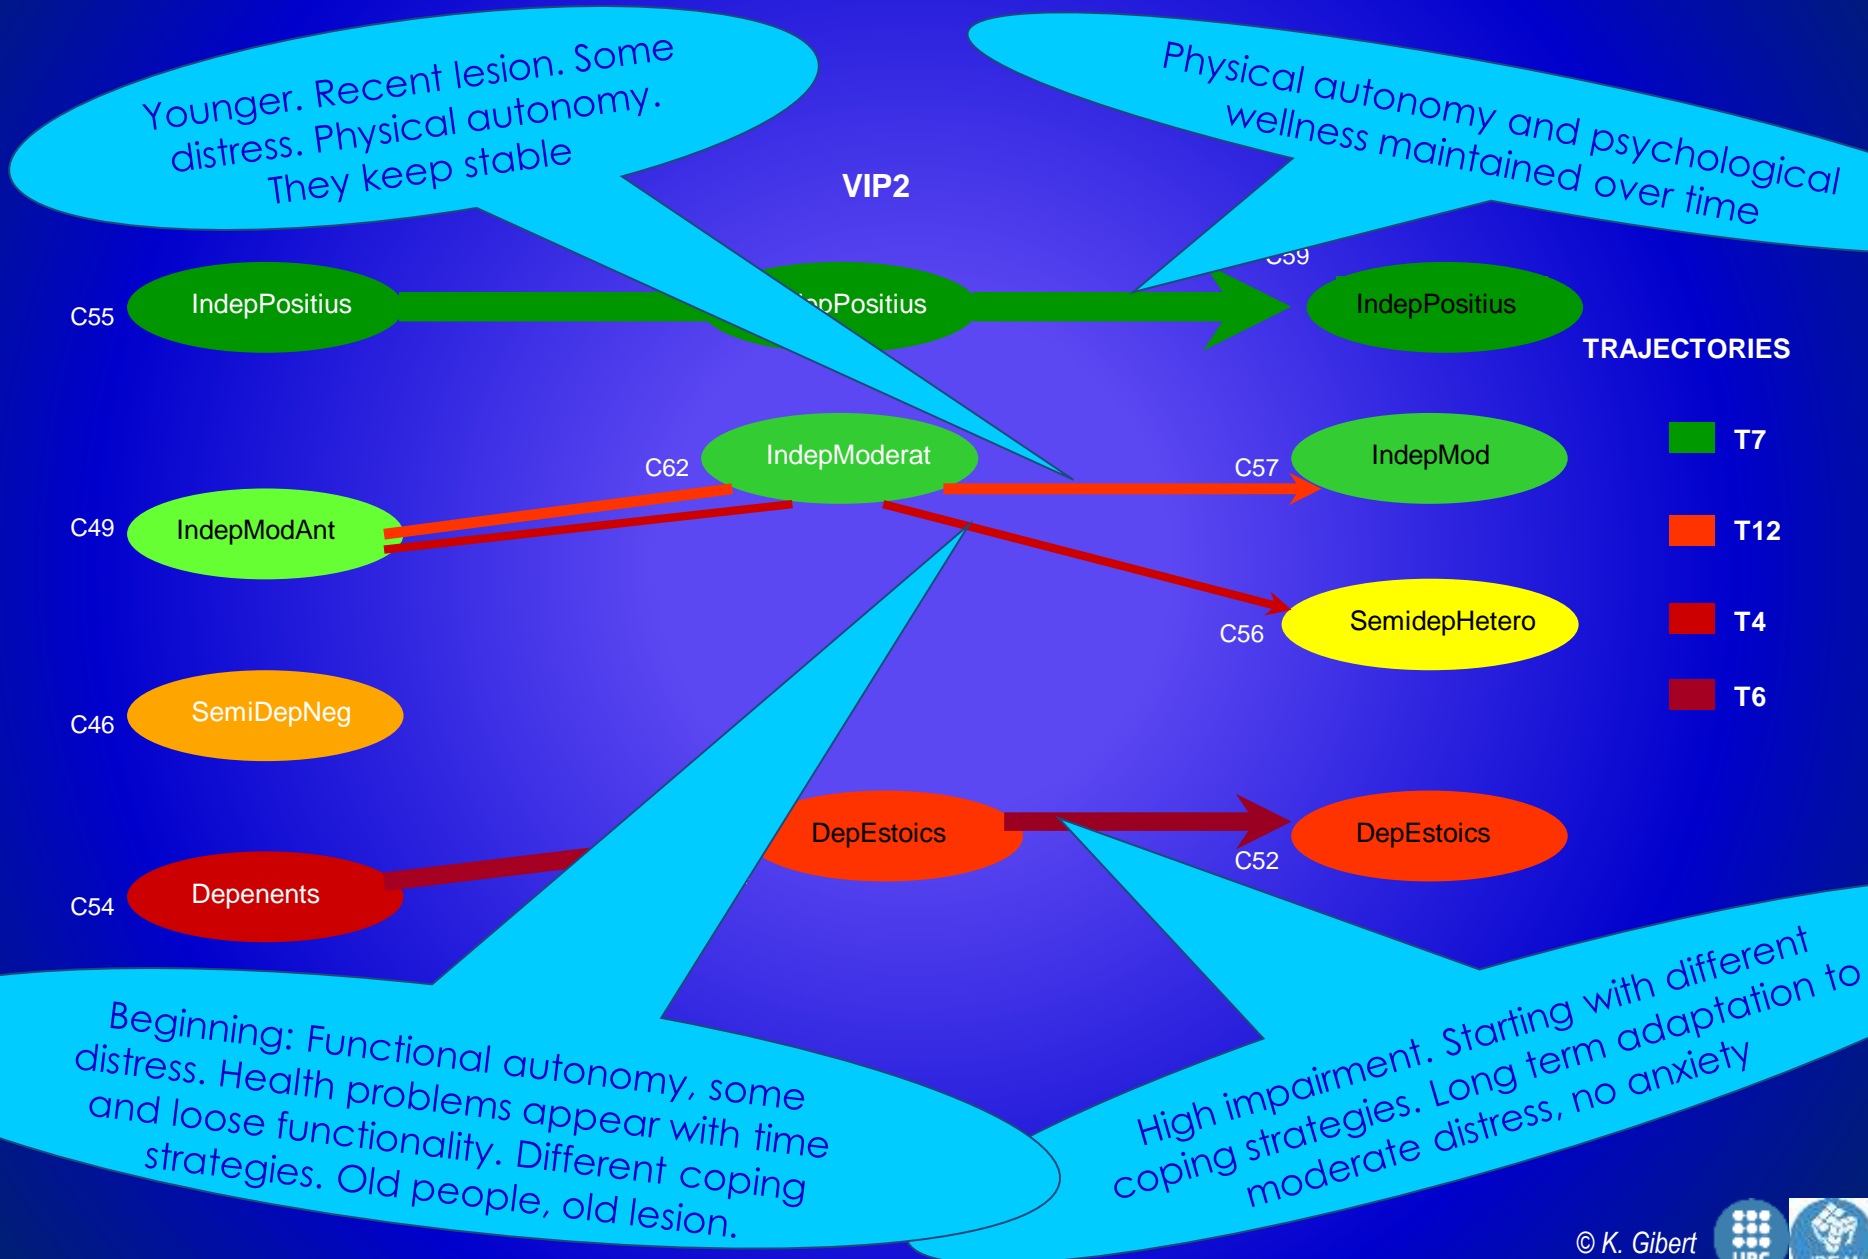 Younger. Recent lesion. Some
distress. Physical autonomy.
They keep stable
Physical autonomy and psychological
wellness maintained over time
VIP2
C59
C55
IndepPositius
Positius
IndepPositius
TRAJECTORIES
T7
T12
T4
T6
C62
IndepModerat
C57
IndepMod
C49
IndepModAnt
C56
SemidepHetero
C46
SemiDepNeg
DepEstoics
C52
DepEstoics
C54
Depenents
Beginning: Functional autonomy, some
distress. Health problems appear with time
and loose functionality. Different coping
strategies. Old people, old lesion.
High impairment. Starting with different
coping strategies. Long term adaptation to
moderate distress, no anxiety
© K. Gibert